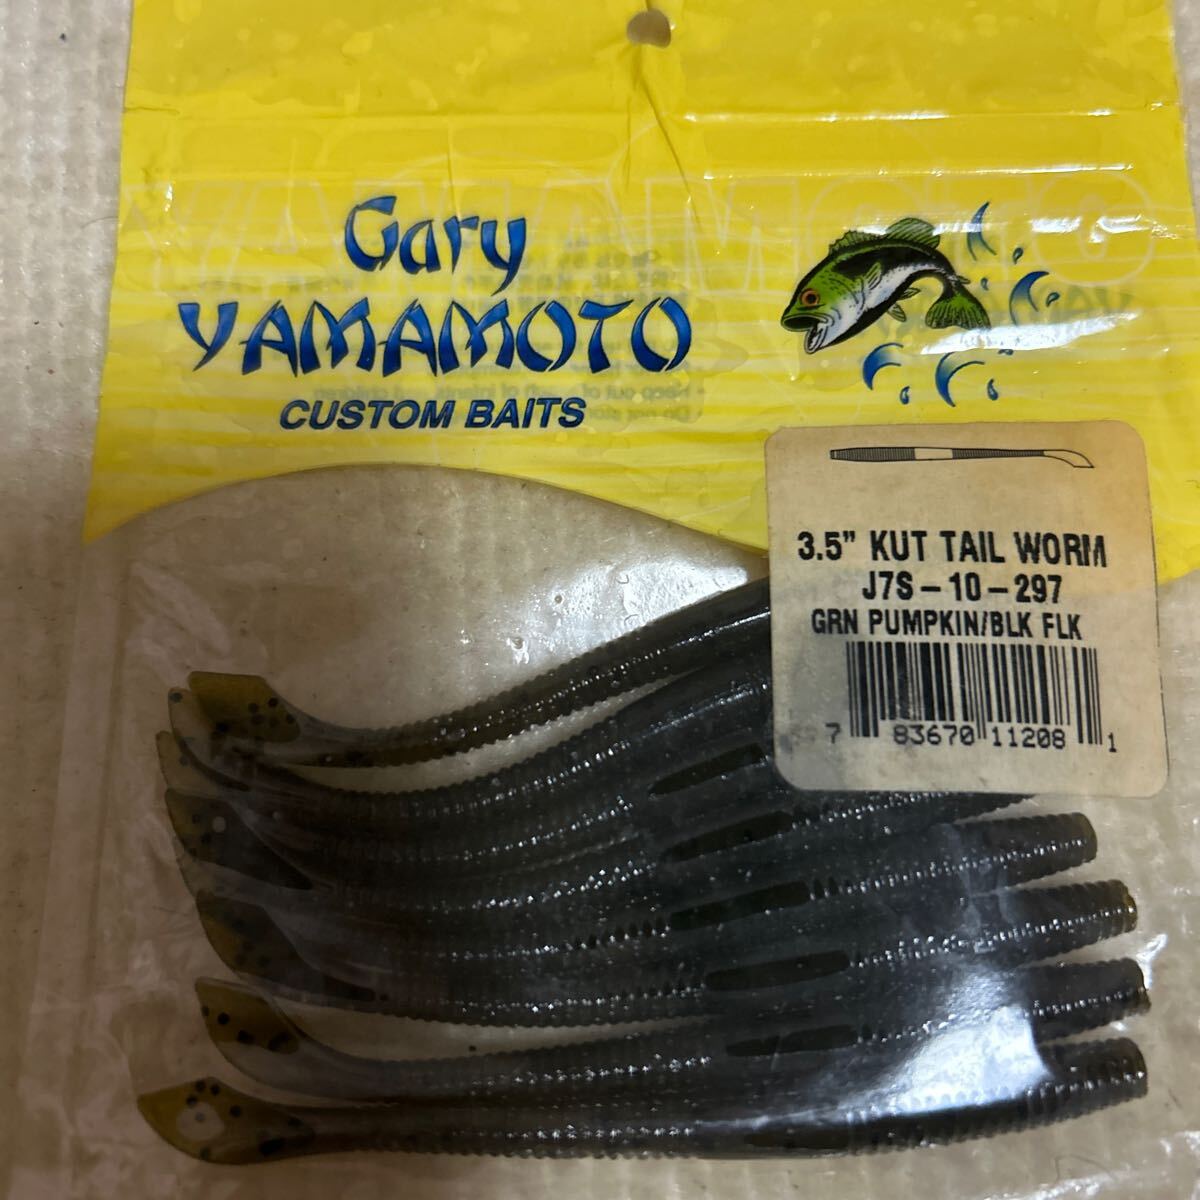 Gary
YAMAMOTO
CUSTOM BAITS
3.5” KUT TAIL WORM
J7S-10-297
GRN PUMPKIN/BLK FLK
7 83670 11208 1